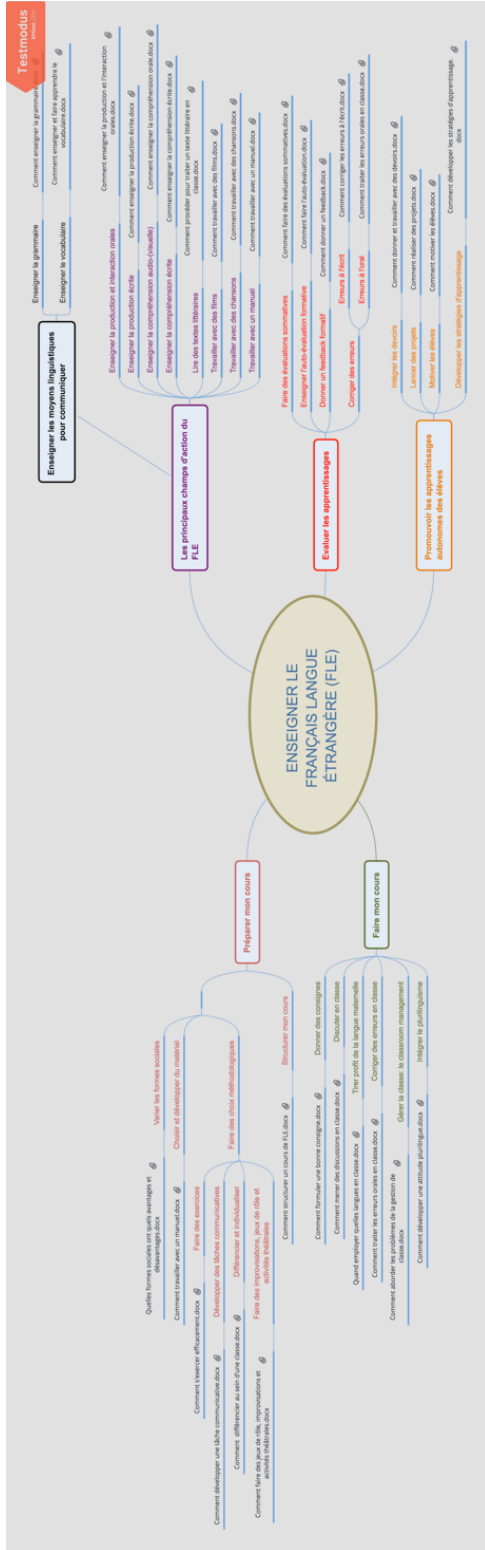 Testmodus
ENSEIGNER LE
FRANÇAIS LANGUE
ÉTRANGÈRE (FLE)
Préparer mon cours
Varier les formes sociales
Quelles formes sociales ont quels avantages et
désavantages.docx
Choisir et développer du matériel
Comment travailler avec un manuel.docx
Faire des choix méthodologiques
Faire des exercices
Comment s'exercer efficacement.docx
Développer des tâches communicatives
Comment développer une tâche communicative.docx
Différencier et individualiser
Comment différencier au sein d'une classe.docx
Faire des improvisations, jeux de rôle et
activités théâtrales
Comment faire des jeux de rôle, improvisations et
activités théâtrales.docx
Structurer mon cours
Comment structurer un cours de FLE.docx
Faire mon cours
Donner des consignes
Comment formuler une bonne consigne.docx
Discuter en classe
Comment mener des discussions en classe.docx
Tirer profit de la langue maternelle
Quand employer quelles langues en classe.docx
Corriger des erreurs en classe
Comment traiter les erreurs orales en classe.docx
Gérer la classe: le classroom management
Comment aborder les problèmes de la gestion de
classe.docx
Intégrer le plurilinguisme
Comment développer une attitude plurilingue.docx
Enseigner les moyens linguistiques
pour communiquer
Enseigner la grammaire
Comment enseigner la grammaire.docx
Enseigner le vocabulaire
Comment enseigner et faire apprendre le
vocabulaire.docx
Les principaux champs d'action du
FLE
Enseigner la production et interaction orales
Comment enseigner la production et l'interaction
orales.docx
Enseigner la production écrite
Comment enseigner la production écrite.docx
Enseigner la compréhension audio-(visuelle)
Comment enseigner la compréhension orale.docx
Enseigner la compréhension écrite
Comment enseigner la compréhension écrite.docx
Lire des textes littéraires
Comment procéder pour traiter un texte littéraire en
classe.docx
Travailler avec des films
Comment travailler avec des films.docx
Travailler avec des chansons
Comment travailler avec des chansons.docx
Travailler avec un manuel
Comment travailler avec un manuel.docx
Evaluer les apprentissages
Faire des évaluations sommatives
Comment faire des évaluations sommatives.docx
Enseigner l'auto-évaluation formative
Comment faire l'auto-évaluation.docx
Donner un feedback formatif
Comment donner un feedback.docx
Corriger des erreurs
Erreurs à l'écrit
Comment corriger les erreurs à l'écrit.docx
Erreurs à l'oral
Comment traiter les erreurs orales en classe.docx
Promouvoir les apprentissages
autonomes des élèves
Intégrer les devoirs
Comment donner et travailler avec des devoirs.docx
Lancer des projets
Comment réaliser des projets.docx
Motiver les élèves
Comment motiver les élèves.docx
Développer les stratégies d'apprentissage
Comment développer les stratégies d'apprentissage.
docx